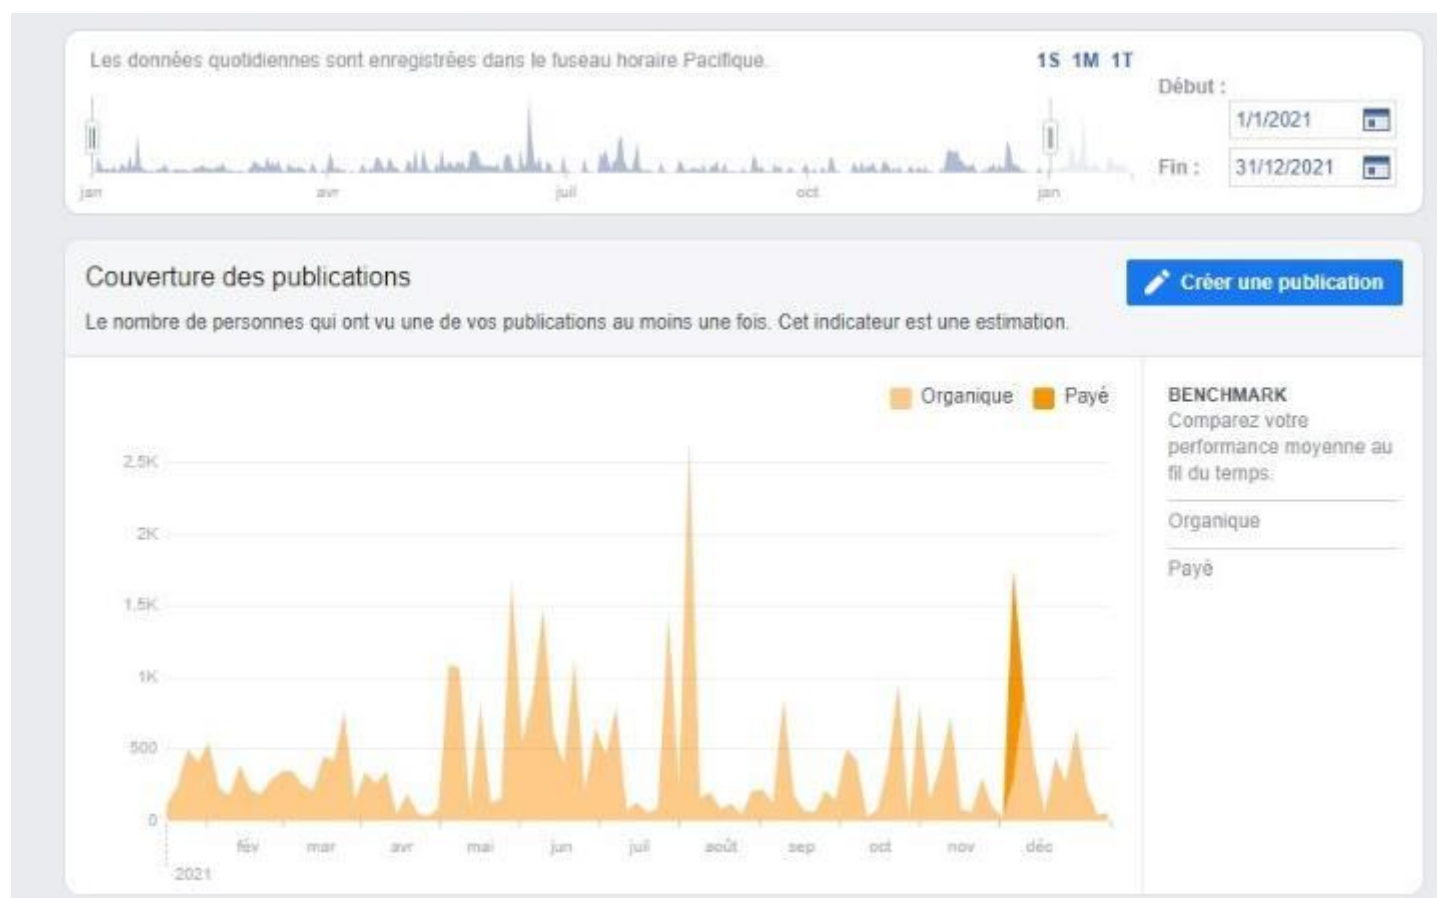 Les données quotidiennes sont enregistrées dans le fuseau horaire Pacifique.
1S 1M 1T
Début :
1/1/2021
Fin :
31/12/2021
jan avr juil oct jan
Couverture des publications
Créer une publication
Le nombre de personnes qui ont vu une de vos publications au moins une fois. Cet indicateur est une estimation.
Organique Payé
BENCHMARK
Comparez votre
performance moyenne au
fil du temps.
Organique
Payé
2,5K
2K
1,5K
1K
500
0
fév mar avr mai jun juil août sep oct nov déc
2021